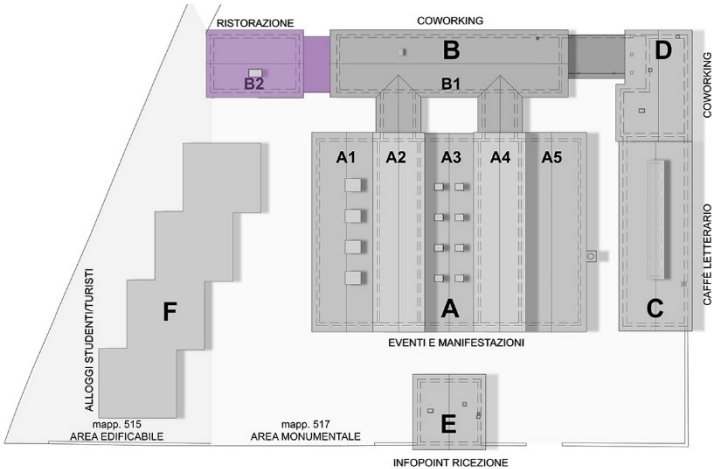 RISTORAZIONE
COWORKING
B
D
B2
B1
COWORKING
A1
A2
A3
A4
A5
CAFFÈ LETTERARIO
F
A
C
ALLOGGI STUDENTI/TURISTI
EVENTI E MANIFESTAZIONI
mapp. 515
AREA EDIFICABILE
mapp. 517
AREA MONUMENTALE
E
INFOPOINT RICEZIONE